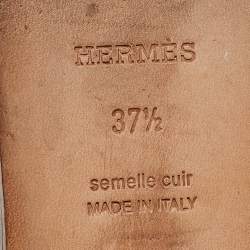 HERMÈS
37½
semelle cuir
MADE IN ITALY